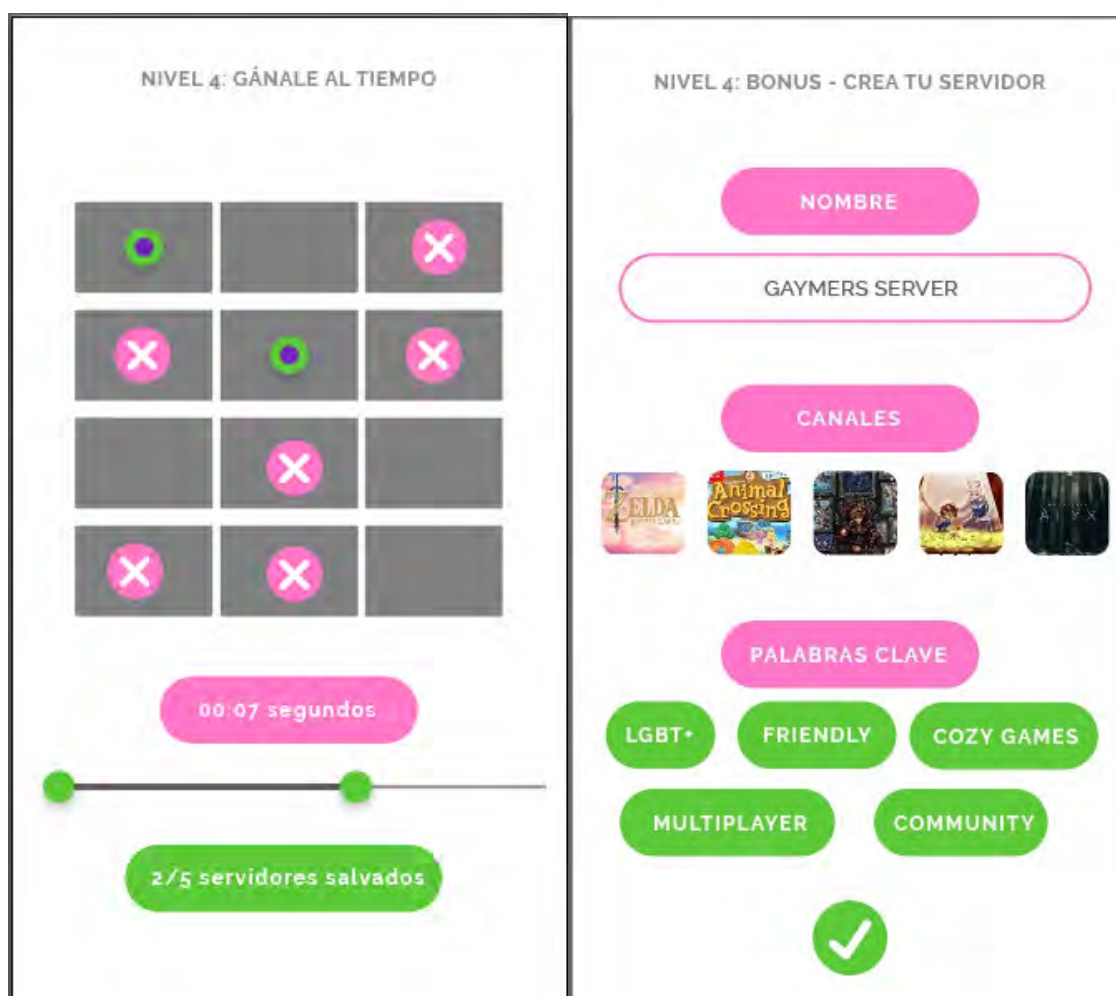 NIVEL 4: GÁNALE AL TIEMPO
00:07 segundos
2/5 servidores salvados
NIVEL 4: BONUS - CREA TU SERVIDOR
NOMBRE
GAYMERS SERVER
CANALES
ZELDA
Animal
Crossing
PALABRAS CLAVE
LGBT+
FRIENDLY
COZY GAMES
MULTIPLAYER
COMMUNITY